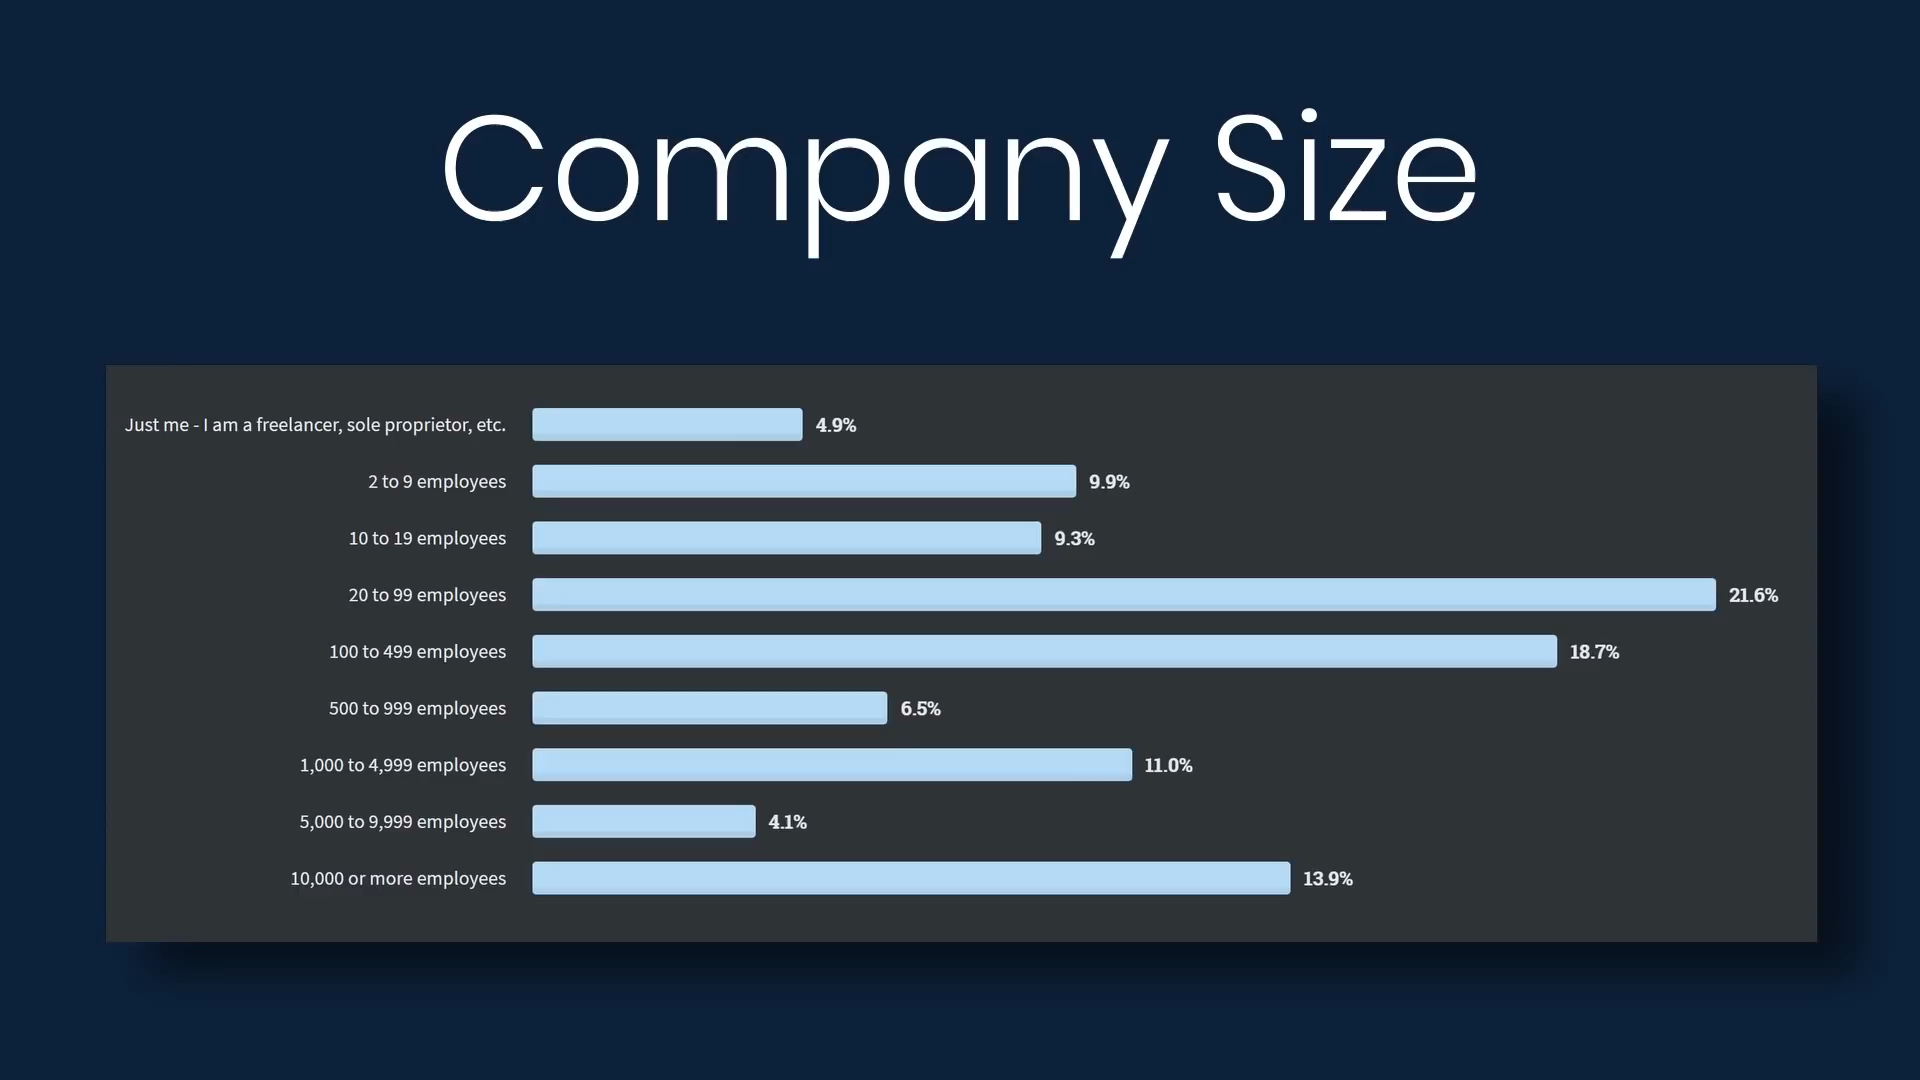 Company Size
Just me - I am a freelancer, sole proprietor, etc. 4.9%
2 to 9 employees 9.9%
10 to 19 employees 9.3%
20 to 99 employees 21.6%
100 to 499 employees 18.7%
500 to 999 employees 6.5%
1,000 to 4,999 employees 11.0%
5,000 to 9,999 employees 4.1%
10,000 or more employees 13.9%